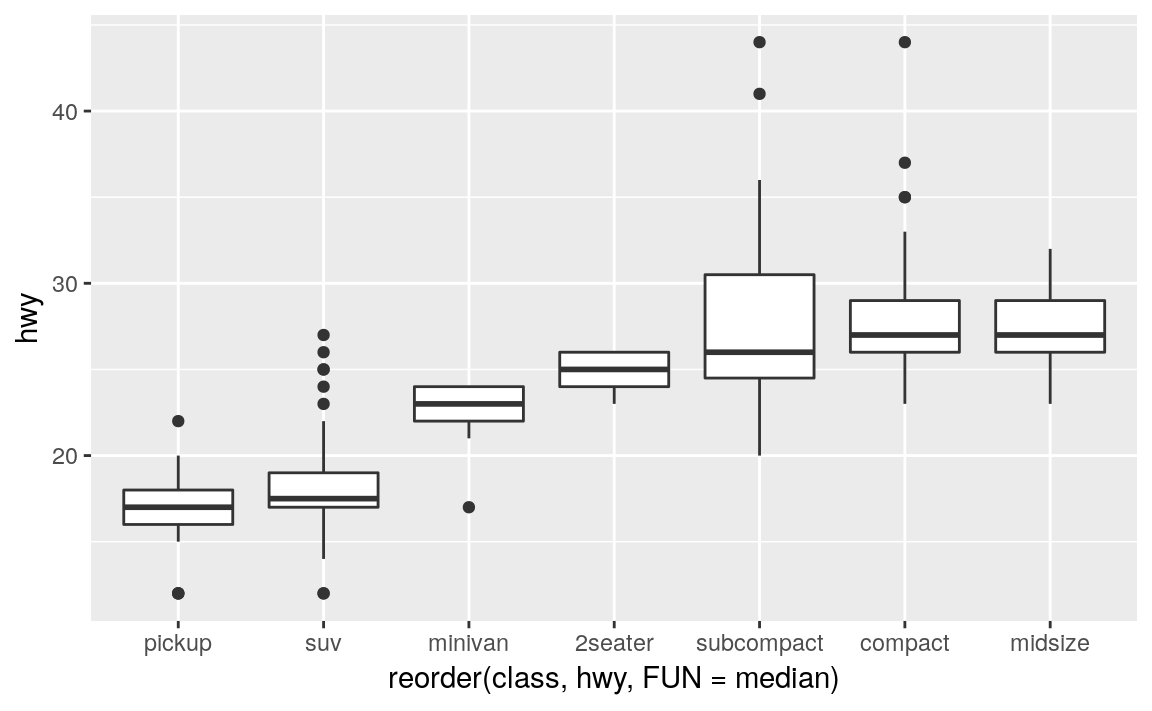 hwy
40
30
20
pickup suv minivan 2seater subcompact compact midsize
reorder(class, hwy, FUN = median)